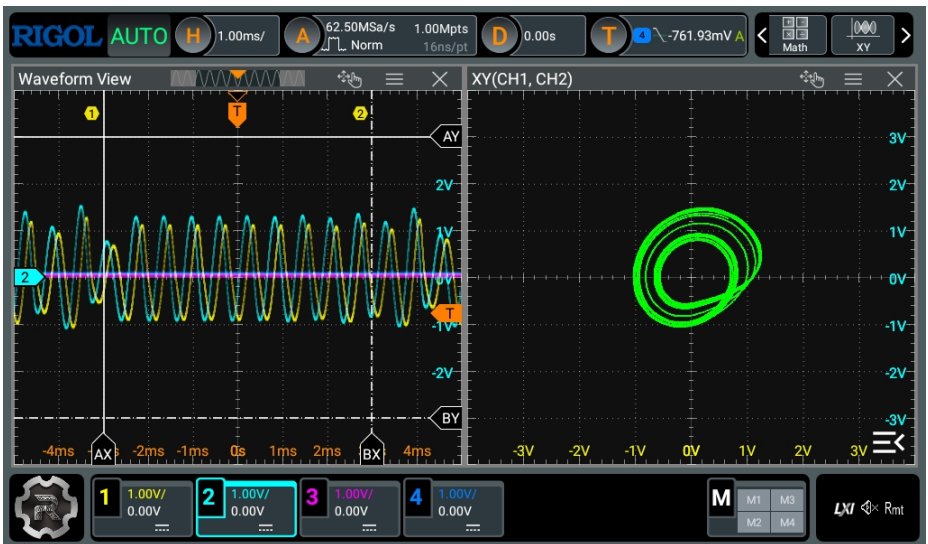 RIGOL AUTO H 1.00ms/ A 62.50MSa/s 1.00Mpts Norm 16ns/pt D 0.00s T 4 -761.93mV A Math XY
Waveform View
XY(CH1, CH2)
1 T 2
AY
3V
2V
2V
1V
1V
2
0V
T
-1V
-1V
-2V
-2V
BY
-3V
-4ms AX -2ms -1ms 0s 1ms 2ms BX 4ms
-3V -2V -1V 0V 1V 2V 3V
1 1.00V/ 0.00V
2 1.00V/ 0.00V
3 1.00V/ 0.00V
4 1.00V/ 0.00V
M M1 M3
M2 M4
LXI Rmt